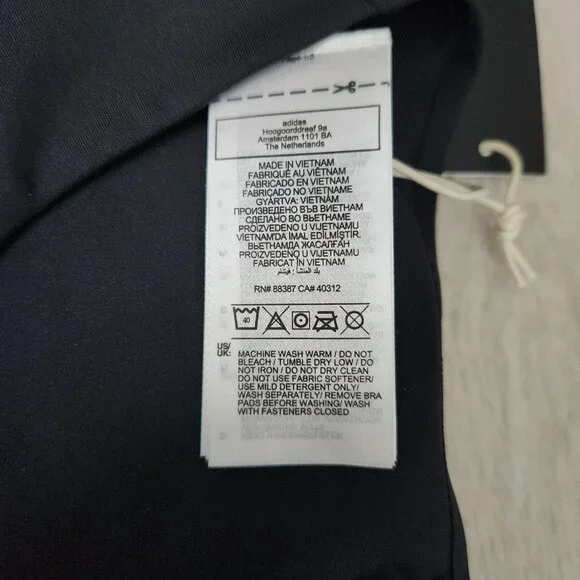 adidas
Hoogoorddreef 9a
Amsterdam 1101 BA
The Netherlands
MADE IN VIETNAM
FABRIQUÉ AU VIÊTNAM
FABRICADO EN VIETNAM
FABRICADO NO VIETNAME
GYÁRTVA: VIETNÁM
ПРОИЗВЕДЕНО ВЪВ ВИЕТНАМ
СДЕЛАНО ВО ВЬЕТНАМЕ
PROIZVEDENO U VIJETNAMU
VIETNAM'DA İMAL EDİLMİŞTİR.
ВЬЕТНАМДА ЖАСАЛҒАН
PROIZVEDENO U VIJETNAMU
FABRICAT ÎN VIETNAM
بلد المنشأ: فيتنام
RN# 88387 CA# 40312
40
US/
UK:
MACHINE WASH WARM / DO NOT
BLEACH / TUMBLE DRY LOW / DO
NOT IRON / DO NOT DRY CLEAN
DO NOT USE FABRIC SOFTENER/
USE MILD DETERGENT ONLY/
WASH SEPARATELY/ REMOVE BRA
PADS BEFORE WASHING/ WASH
WITH FASTENERS CLOSED